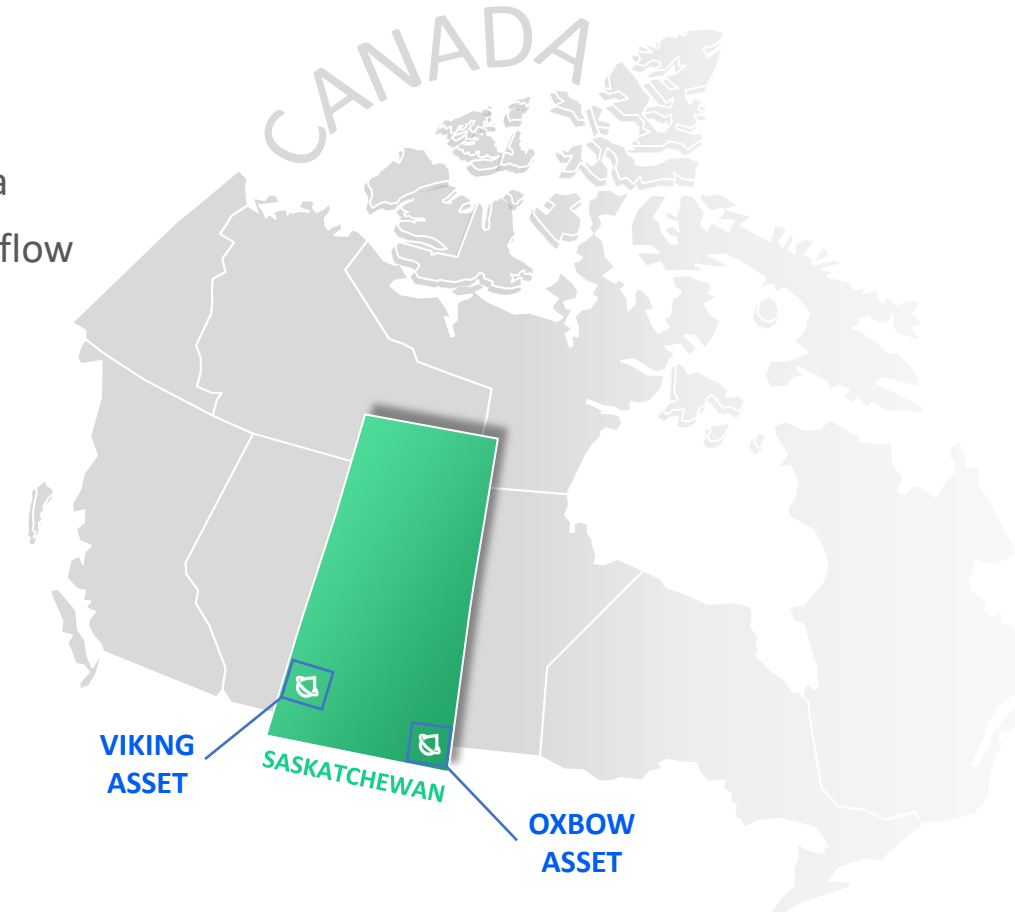 CANADA
a
flow
VIKING
ASSET
SASKATCHEWAN
OXBOW
ASSET